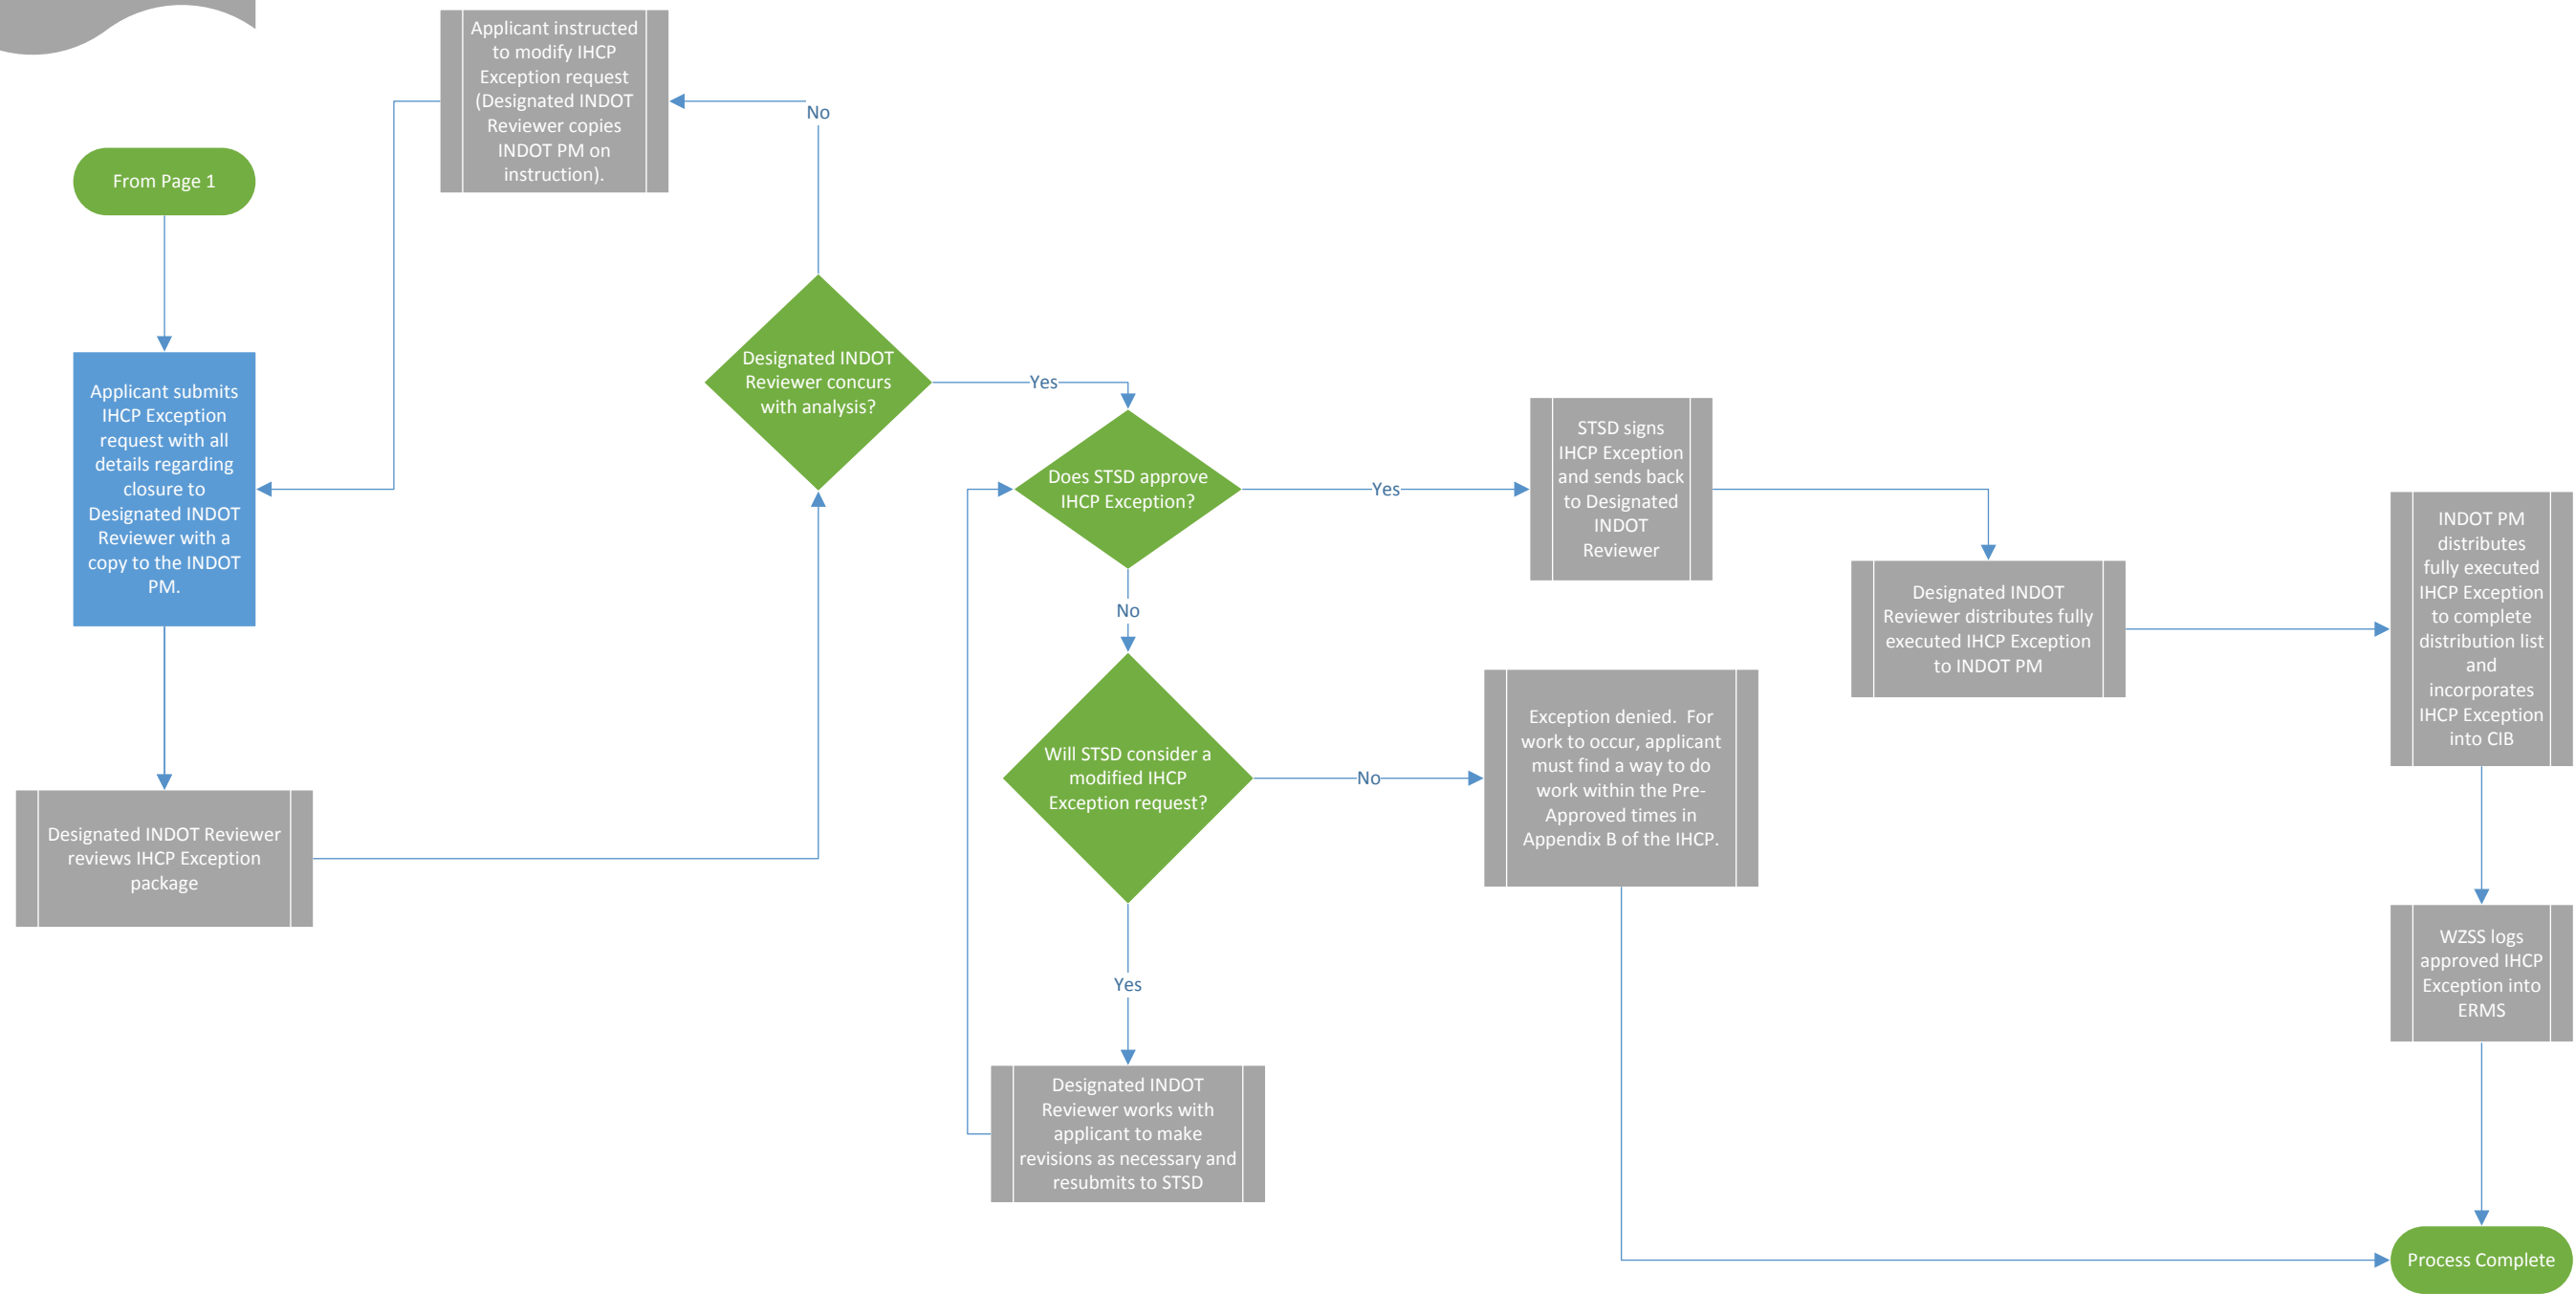 Applicant instructed
to modify IHCP
Exception request
(Designated INDOT
Reviewer copies
INDOT PM on
instruction).
No
From Page 1
Applicant submits
IHCP Exception
request with all
details regarding
closure to
Designated INDOT
Reviewer with a
copy to the INDOT
PM.
Designated INDOT Reviewer
reviews IHCP Exception
package
Designated INDOT
Reviewer concurs
with analysis?
Yes
Does STSD approve
IHCP Exception?
Yes
No
STSD signs
IHCP Exception
and sends back
to Designated
INDOT
Reviewer
Designated INDOT
Reviewer distributes fully
executed IHCP Exception
to INDOT PM
INDOT PM
distributes
fully executed
IHCP Exception
to complete
distribution list
and
incorporates
IHCP Exception
into CIB
Will STSD consider a
modified IHCP
Exception request?
No
Exception denied. For
work to occur, applicant
must find a way to do
work within the Pre-
Approved times in
Appendix B of the IHCP.
Yes
Designated INDOT
Reviewer works with
applicant to make
revisions as necessary and
resubmits to STSD
WZSS logs
approved IHCP
Exception into
ERMS
Process Complete